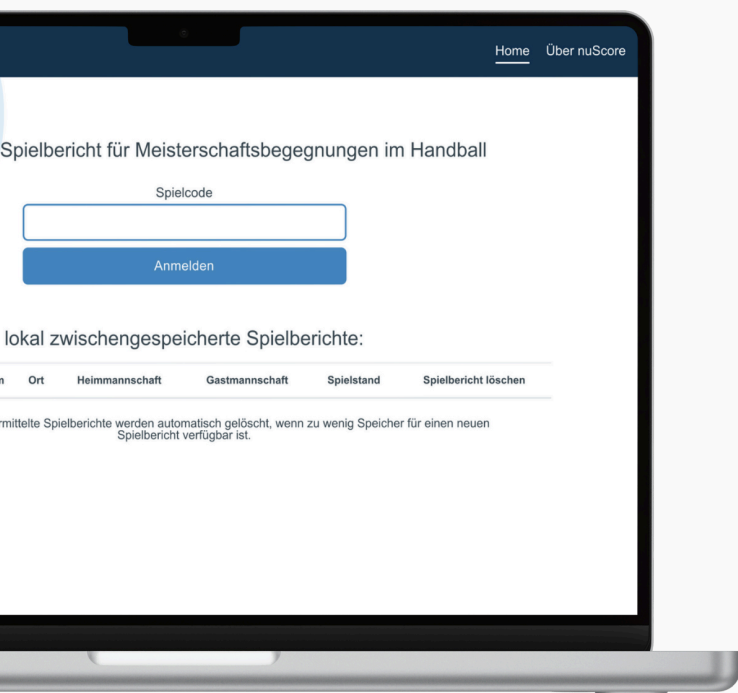 Home Über nuScore
Spielbericht für Meisterschaftsbegegnungen im Handball
Spielcode
Anmelden
lokal zwischengespeicherte Spielberichte:
Ort Heimmannschaft Gastmannschaft Spielstand Spielbericht löschen
Spielberichte werden automatisch gelöscht, wenn zu wenig Speicher für einen neuen
Spielbericht verfügbar ist.